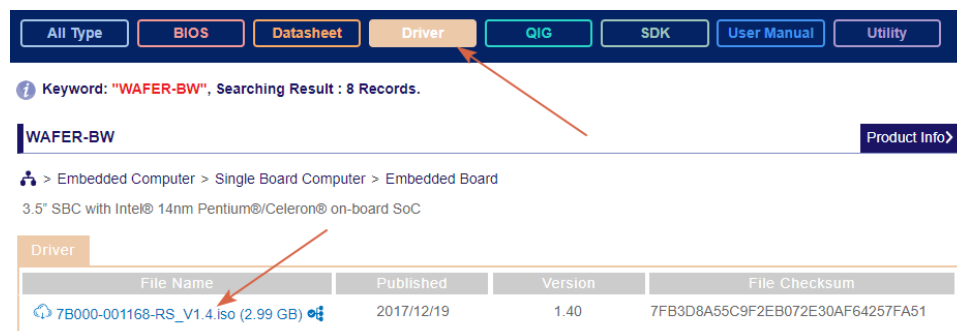 All Type BIOS Datasheet Driver QIG SDK User Manual Utility
Keyword: "WAFER-BW", Searching Result : 8 Records.
WAFER-BW Product Info>
> Embedded Computer > Single Board Computer > Embedded Board
3.5" SBC with Intel® 14nm Pentium®/Celeron® on-board SoC
Driver
File Name Published Version File Checksum
7B000-001168-RS_V1.4.iso (2.99 GB) 2017/12/19 1.40 7FB3D8A55C9F2EB072E30AF64257FA51